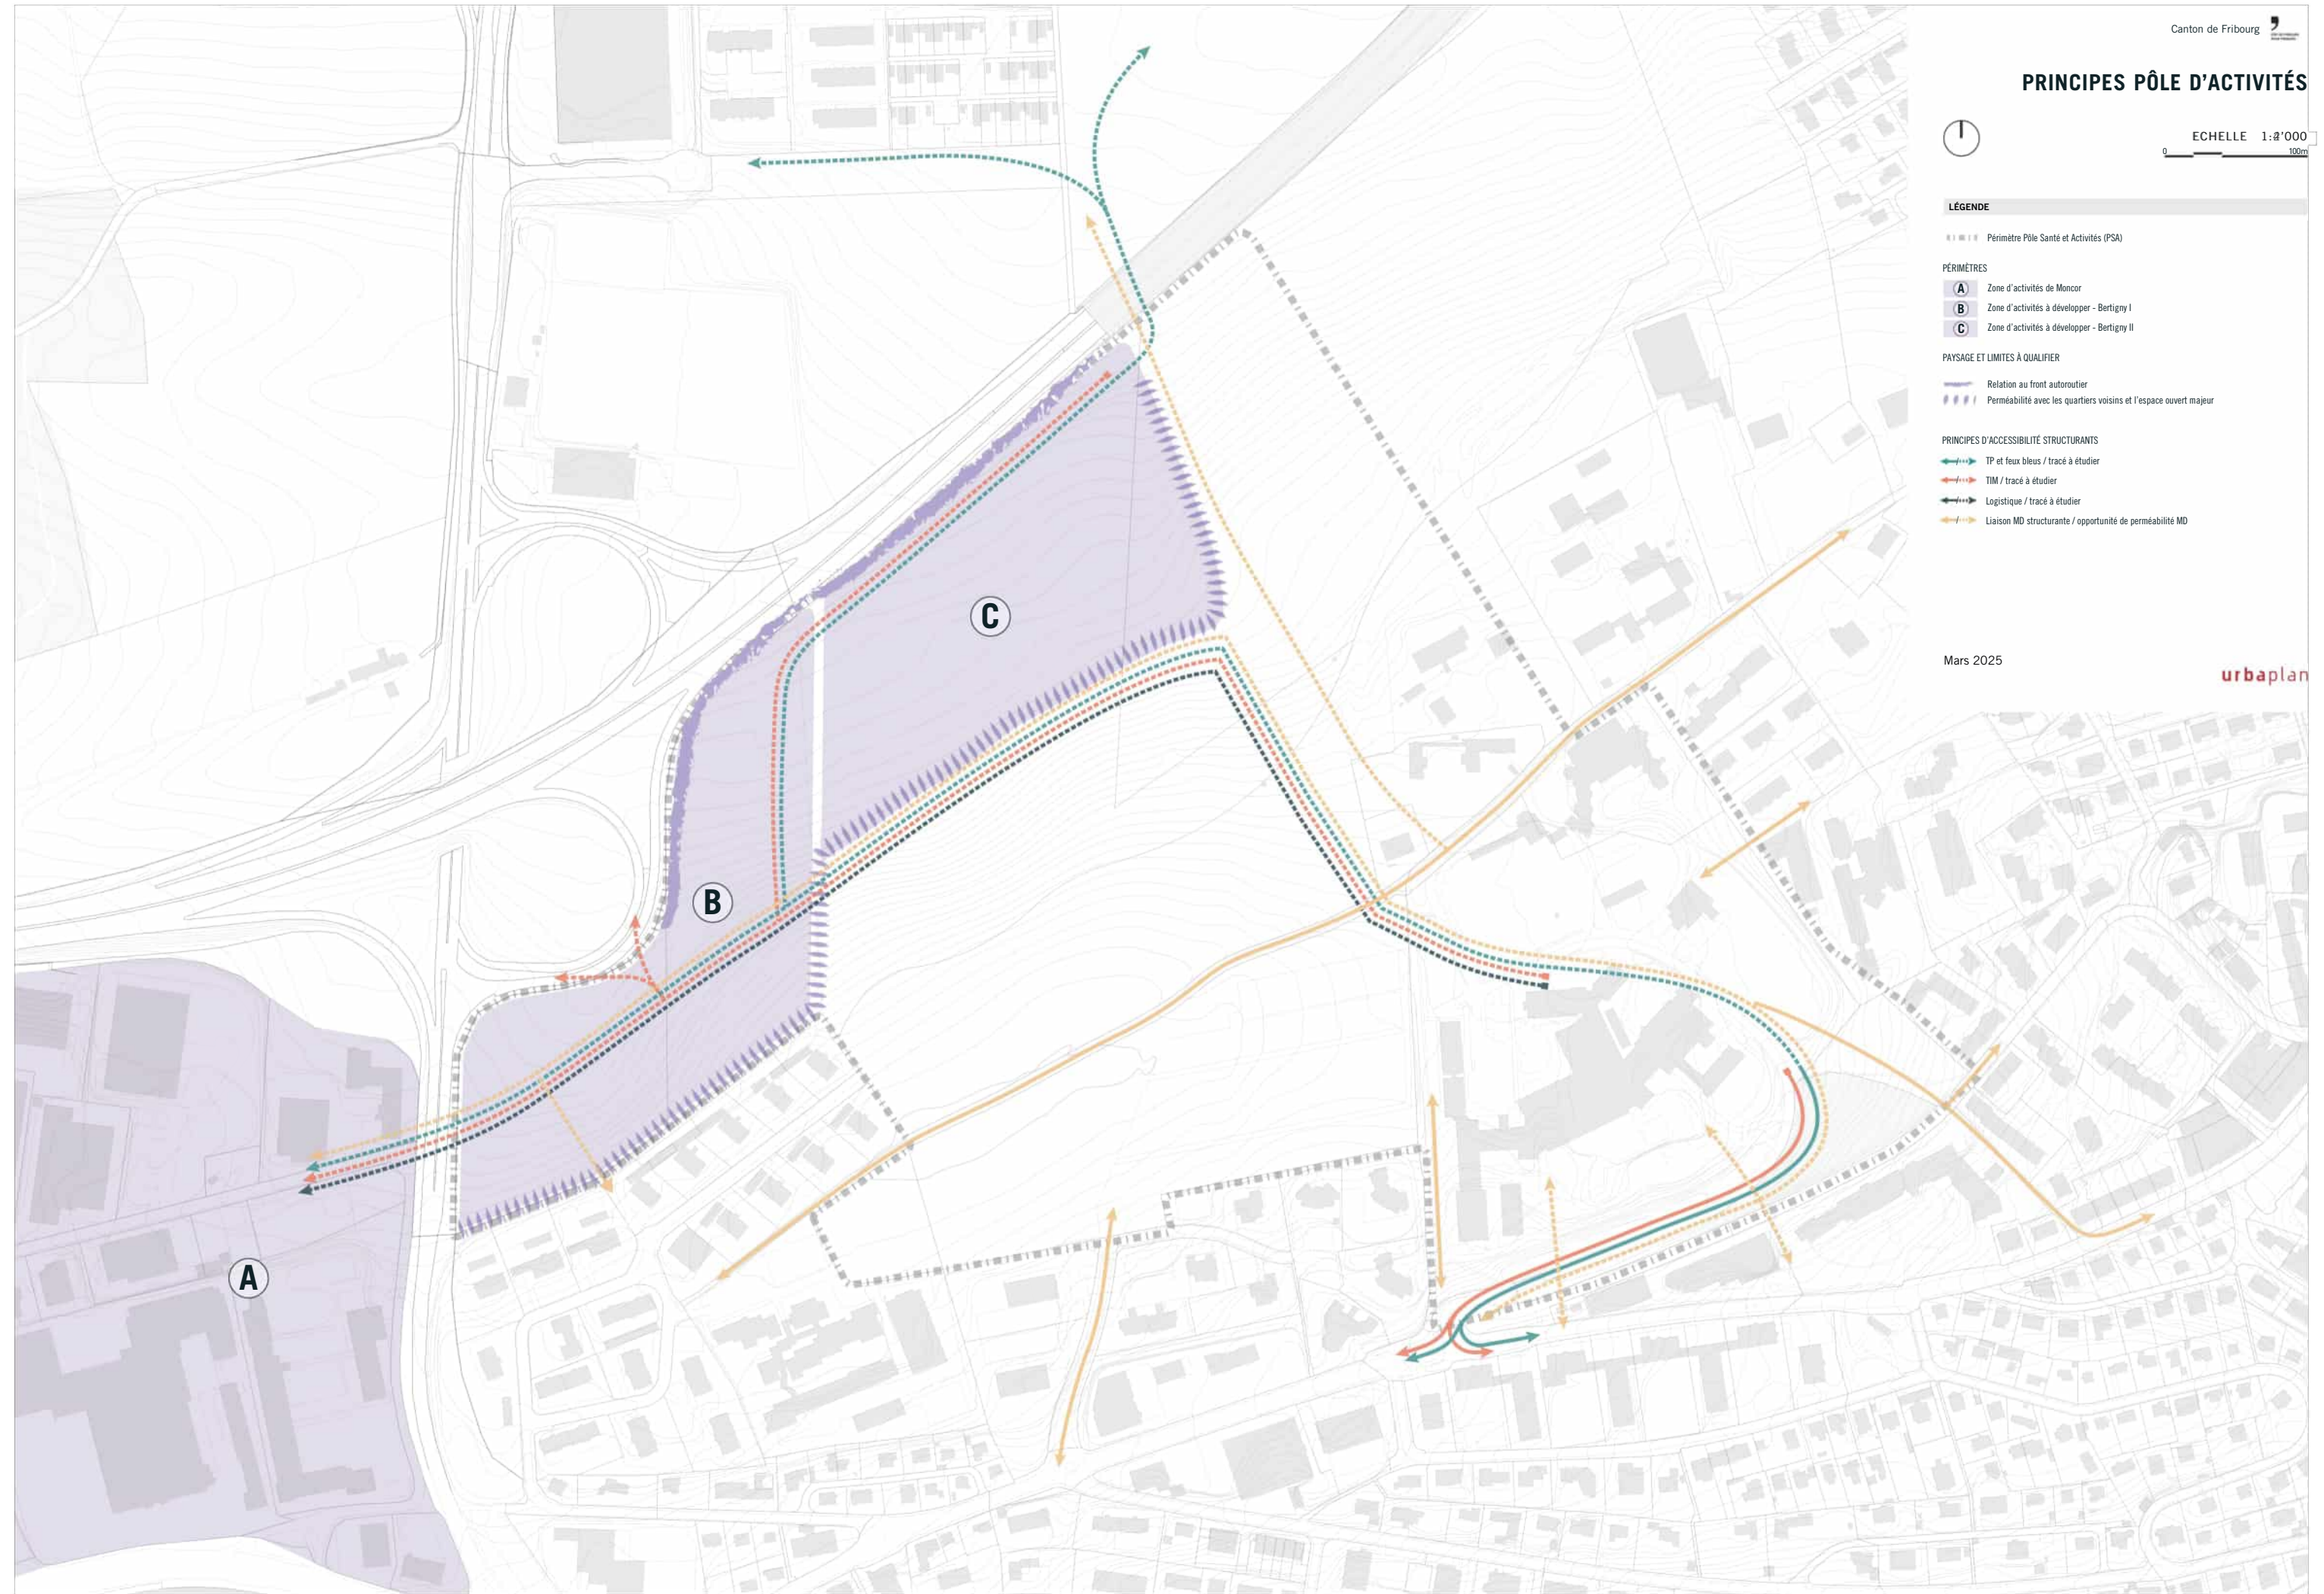 Canton de Fribourg
PRINCIPES PÔLE D'ACTIVITÉS
0 100m
LÉGENDE
Périmètre Pôle Santé et Activités (PSA)
PÉRIMÈTRES
A Zone d'activités de Moncor
B Zone d'activités à développer - Bertigny I
C Zone d'activités à développer - Bertigny II
PAYSAGE ET LIMITES À QUALIFIER
Relation au front autoroutier
Perméabilité avec les quartiers voisins et l'espace ouvert majeur
PRINCIPES D'ACCESSIBILITÉ STRUCTURANTS
TP et feux bleus / tracé à étudier
TIM / tracé à étudier
Logistique / tracé à étudier
Liaison MD structurante / opportunité de perméabilité MD
Mars 2025
urbaplan
C
B
A
ECHELLE